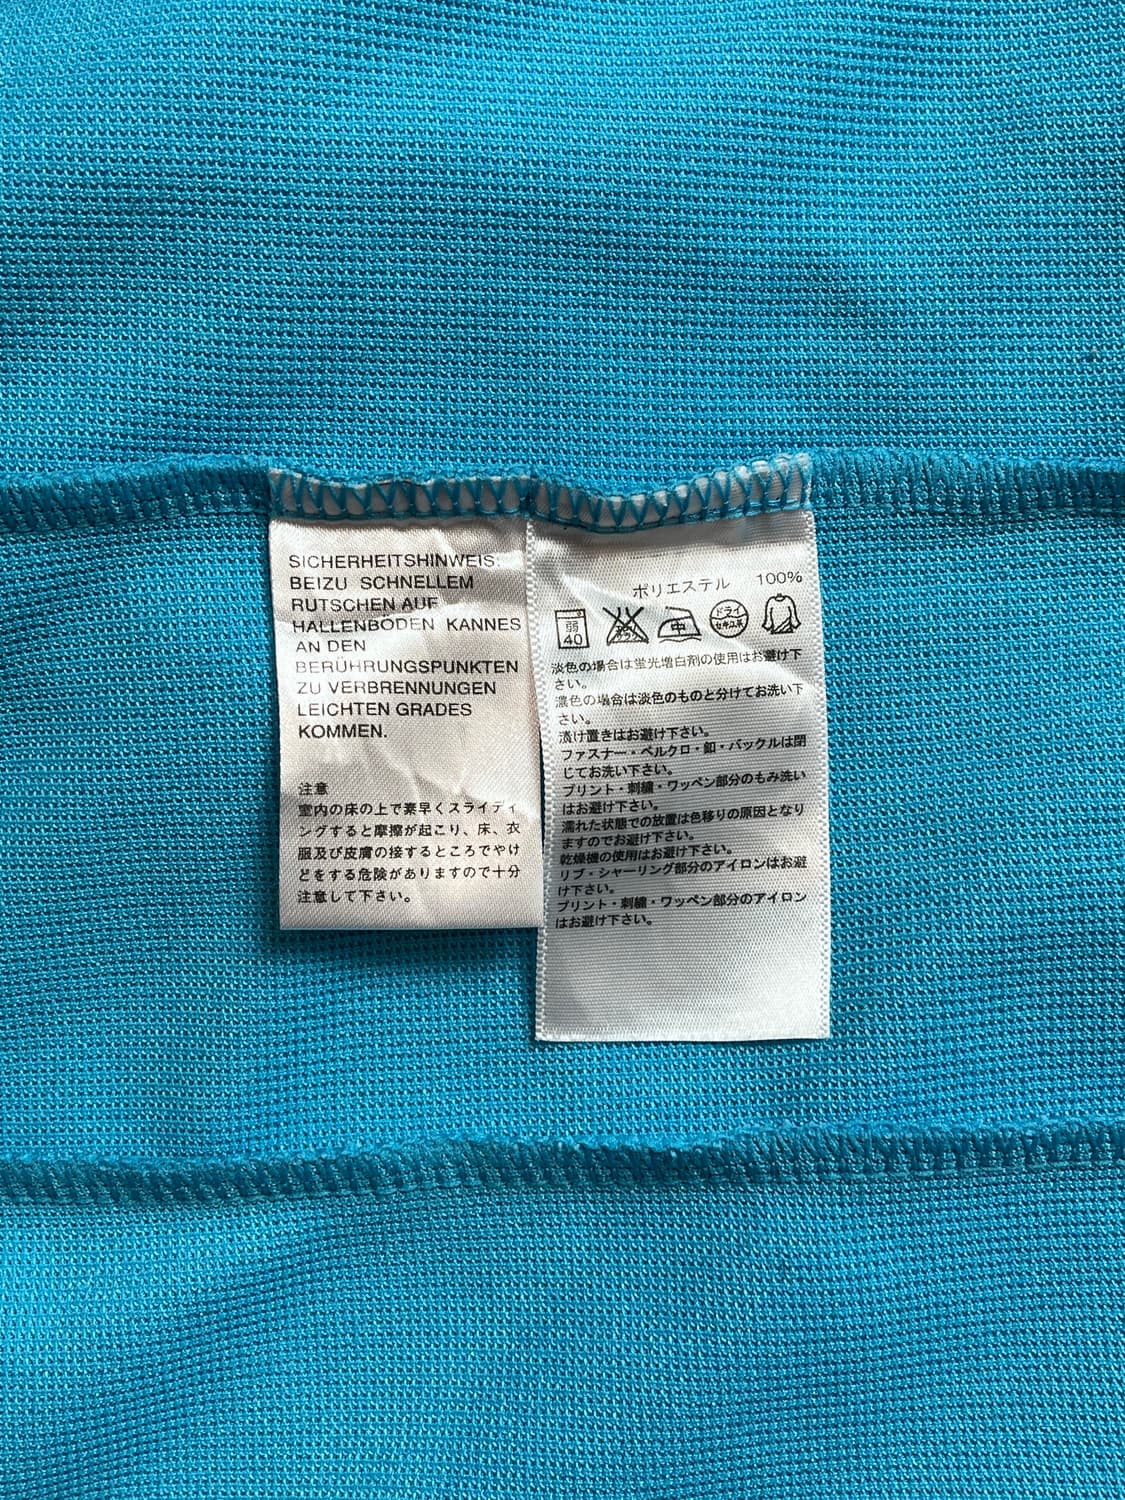 SICHERHEITSHINWEIS:
BEIZU SCHNELLEM
RUTSCHEN AUF
HALLENBÖDEN KANNES
AN DEN
BERÜHRUNGSPUNKTEN
ZU VERBRENNUNGEN
LEICHTEN GRADES
KOMMEN.
注意
室内の床の上で素早くスライディ
ングすると摩擦が起こり、床、衣
服及び皮膚の接するところでやけ
どをする危険がありますので十分
注意して下さい。
ポリエステル 100%
弱
40
中
ドライ
セキユ系
淡色の場合は蛍光増白剤の使用はお避け下
さい。
濃色の場合は淡色のものと分けてお洗い下
さい。
漬け置きはお避け下さい。
ファスナー・ベルクロ・釦・バックルは閉
じてお洗い下さい。
プリント・刺繍・ワッペン部分のもみ洗い
はお避け下さい。
濡れた状態での放置は色移りの原因となり
ますのでお避け下さい。
乾燥機の使用はお避け下さい。
リブ・シャーリング部分のアイロンはお避
け下さい。
プリント・刺繍・ワッペン部分のアイロン
はお避け下さい。